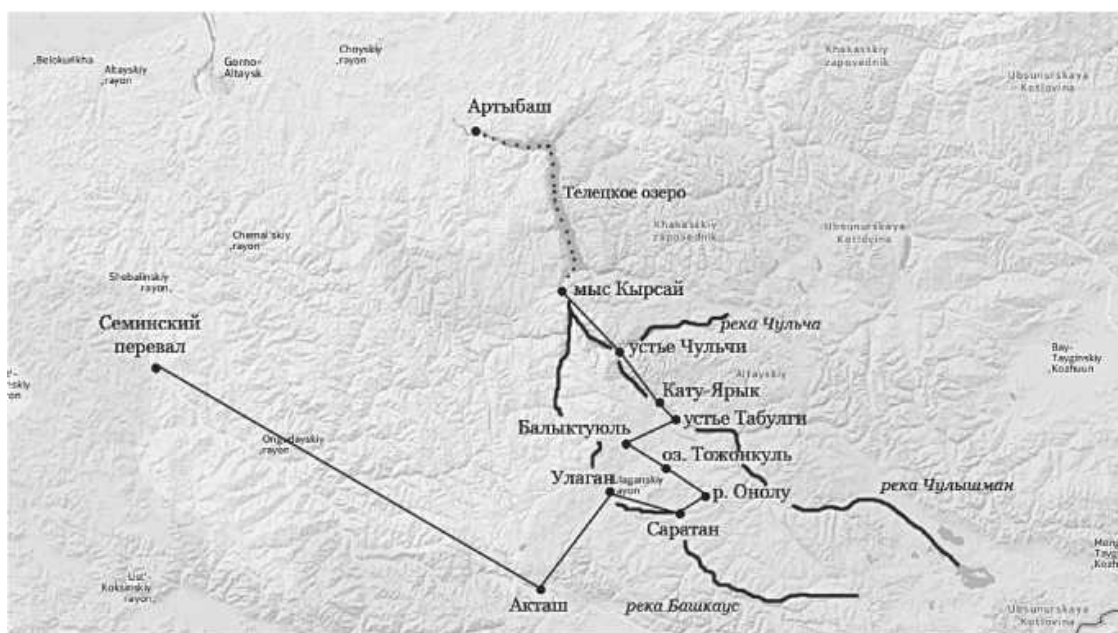 Belokurikha
Altayskiy
rayon
Gorno-
Altaysk
Choyskiy
rayon
Khakasskiy
zapovednik
Ubsunurskaya
Kotlovina
Артыбаш
Телецкое озеро
Khakasskiy
zapovednik
Ubsunurskaya
Kotlovina
Chemal'skiy
rayon
Shebalinskiy
rayon
мыс Кырсай
Семинский
перевал
река Чульча
устье Чульчи
Bay-
Tayginskiy
Kozhuun
Altayskiy
Кату-Ярык
Балыктуюль
устье Табулги
Ongudayskiy
rayon
оз. Тожонкуль
Улаган
Ulaganskiy
rayon
р. Онолу
река Чулышман
Саратан
Ust'
Koksinskiy
rayon
Акташ
река Башкаус
Ubsunurskaya
Kotlovina